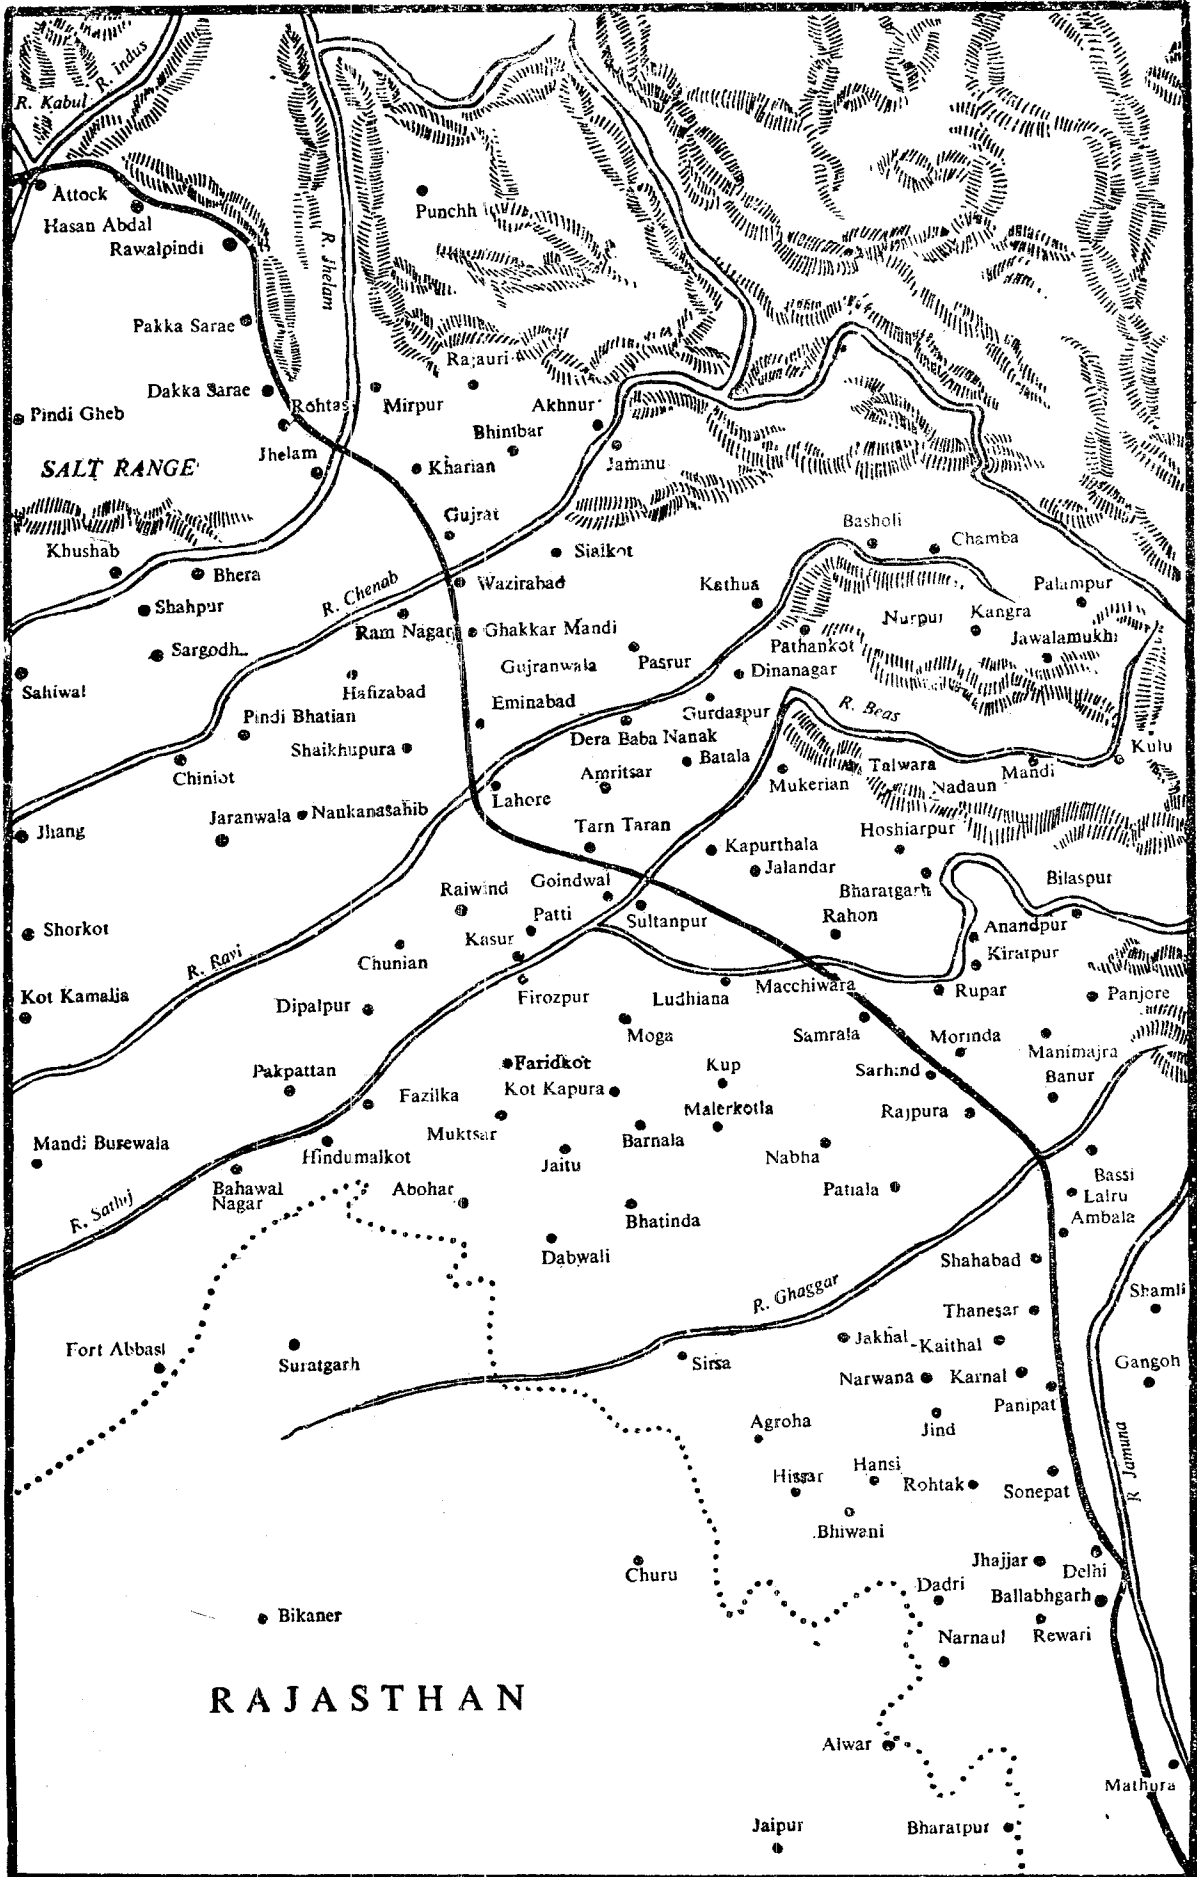 R. Indus
R. Kabul
Attock
Punchh
Hasan Abdal
Rawalpindi
R. Jhelam
Pakka Sarae
Rajauri
Dakka Sarae
Rohtas
Mirpur
Akhnur
Pindi Gheb
Bhimbar
SALT RANGE
Jhelam
Kharian
Jammu
Gujrat
Basholi
Khushab
Sialkot
Chamba
Bhera
R. Chenab
Wazirabad
Kathua
Palampur
Shahpur
Ram Nagar
Ghakkar Mandi
Nurpur
Kangra
Sargodh
Pathankot
Jawalamukhi
Gujranwala
Pasrur
Dinanagar
Sahiwal
Hafizabad
Eminabad
Gurdaspur
R. Beas
Pindi Bhatian
Dera Baba Nanak
Kulu
Shaikhupura
Batala
Talwara
Chiniot
Amritsar
Mukerian
Nadaun
Mandi
Lahore
Jaranwala
Nankanasahib
Jhang
Tarn Taran
Kapurthala
Hoshiarpur
Jalandar
Raiwind
Goindwal
Bharatgarh
Bilaspur
Patti
Sultanpur
Rahon
Anandpur
Shorkot
Kasur
Kiratpur
R. Ravi
Chunian
Macchiwara
Kot Kamalia
Dipalpur
Firozpur
Ludhiana
Rupar
Panjore
Moga
Samrala
Morinda
Manimajra
Faridkot
Kup
Pakpattan
Kot Kapura
Sarhind
Banur
Fazilka
Malerkotla
Rajpura
Mandi Burewala
Muktsar
Barnala
Hindumalkot
Jaitu
Nabha
Bassi
Bahawal
Nagar
Abohar
Patiala
Lalru
R. Satluj
Bhatinda
Ambala
Dabwali
Shahabad
R. Ghaggar
Shamli
Thanesar
Fort Abbasi
Suratgarh
Sirsa
Jakhal
Kaithal
Gangoh
Narwana
Karnal
Panipat
Agroha
Jind
Hissar
Hansi
Rohtak
Sonepat
R Jamuna
Bhiwani
Churu
Jhajjar
Delhi
Dadri
Ballabhgarh
Bikaner
Narnaul
Rewari
RAJASTHAN
Alwar
Mathura
Jaipur
Bharatpur